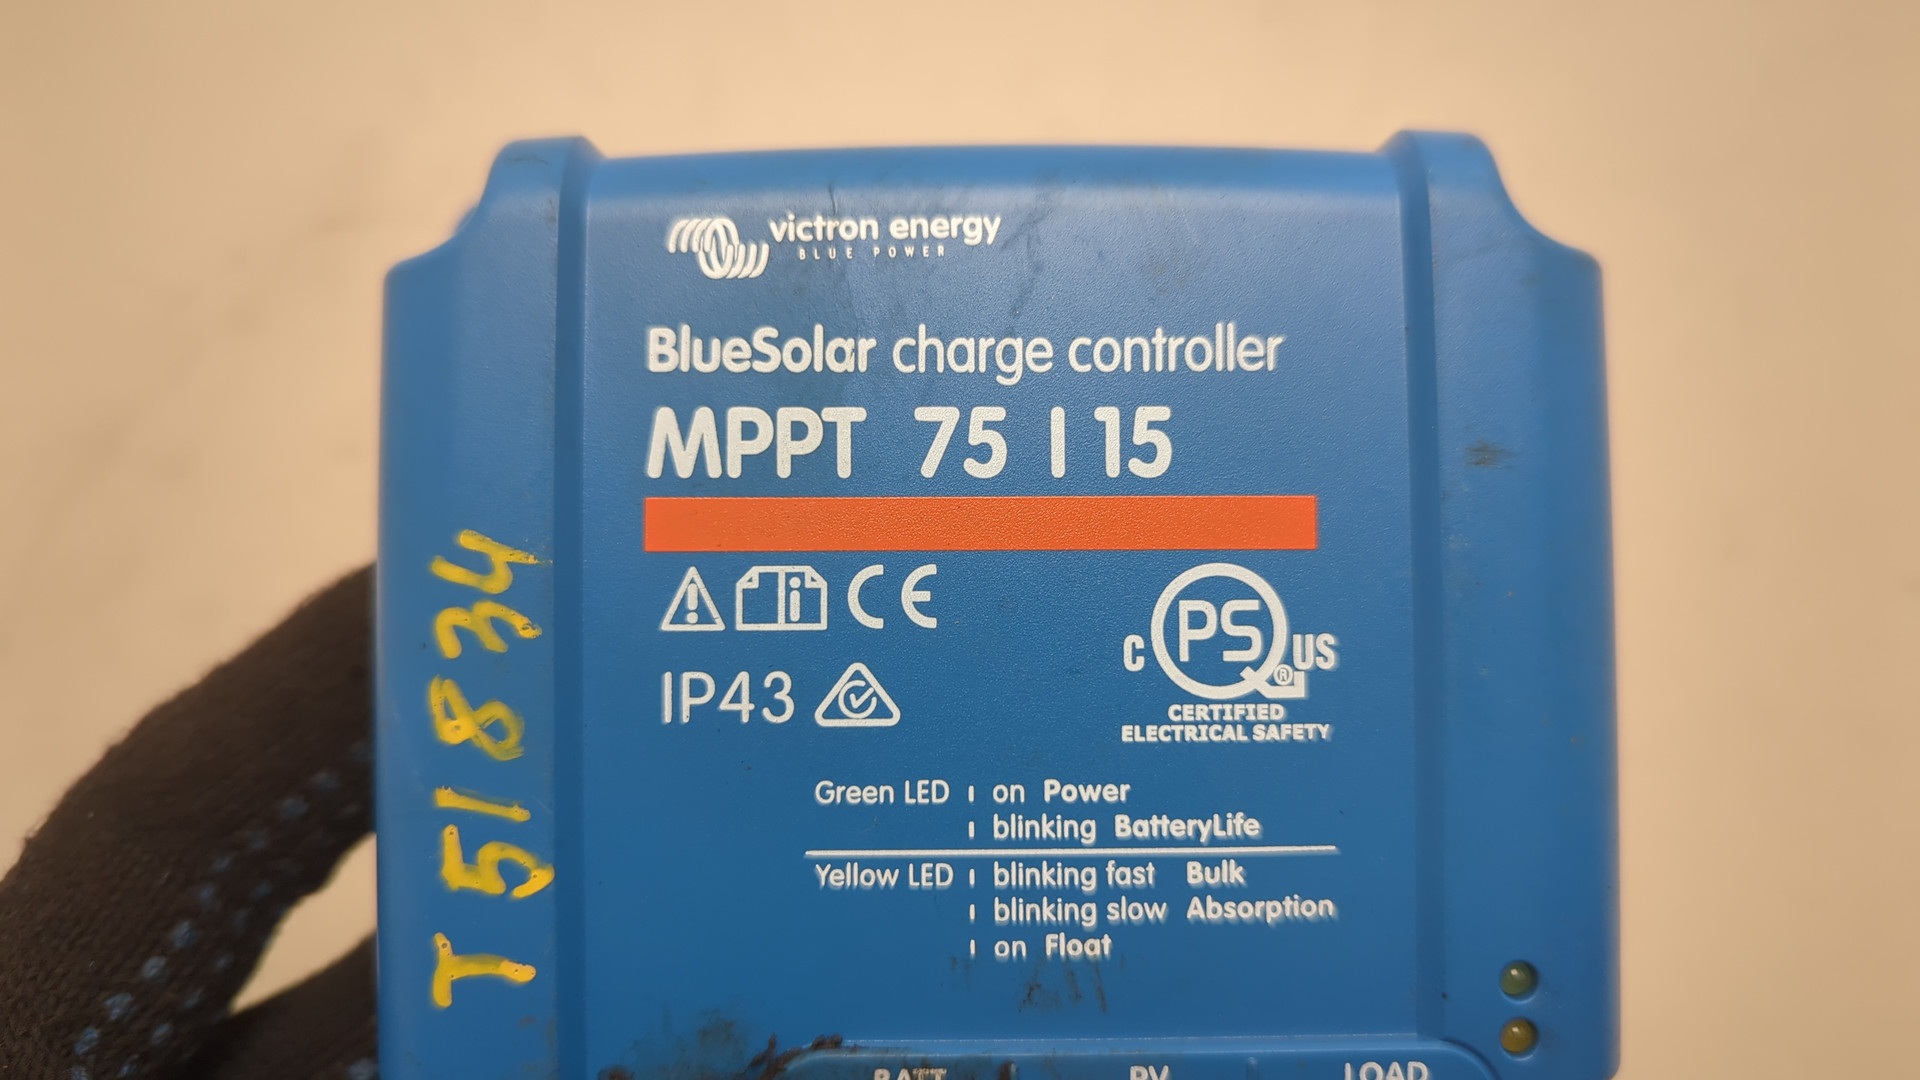 victron energy
BLUE POWER
BlueSolar charge controller
MPPT 75 | 15
CE
IP43
C PS US
CERTIFIED
ELECTRICAL SAFETY
Green LED | on Power
| blinking BatteryLife
Yellow LED | blinking fast Bulk
| blinking slow Absorption
| on Float
BATT PV LOAD
T51834